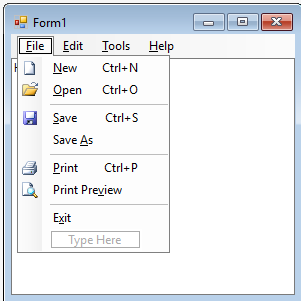 Form1
File Edit Tools Help
New Ctrl+N
Open Ctrl+O
Save Ctrl+S
Save As
Print Ctrl+P
Print Preview
Exit
Type Here